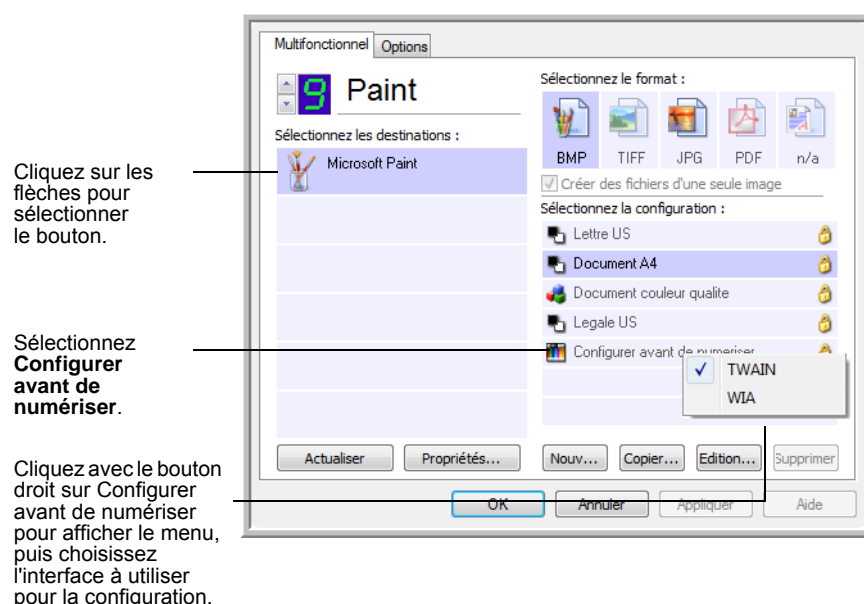 Multifonctionnel Options
9 Paint
Sélectionnez les destinations :
Microsoft Paint
Sélectionnez le format :
BMP TIFF JPG PDF n/a
Créer des fichiers d'une seule image
Sélectionnez la configuration :
Lettre US
Document A4
Document couleur qualite
Legale US
Configurer avant de numeriser
TWAIN
WIA
Actualiser Propriétés... Nouv... Copier... Edition... Supprimer
OK Annuler Appliquer Aide
Cliquez sur les
flèches pour
sélectionner
le bouton.
Sélectionnez
Configurer
avant de
numériser.
Cliquez avec le bouton
droit sur Configurer
avant de numériser
pour afficher le menu,
puis choisissez
l'interface à utiliser
pour la configuration.